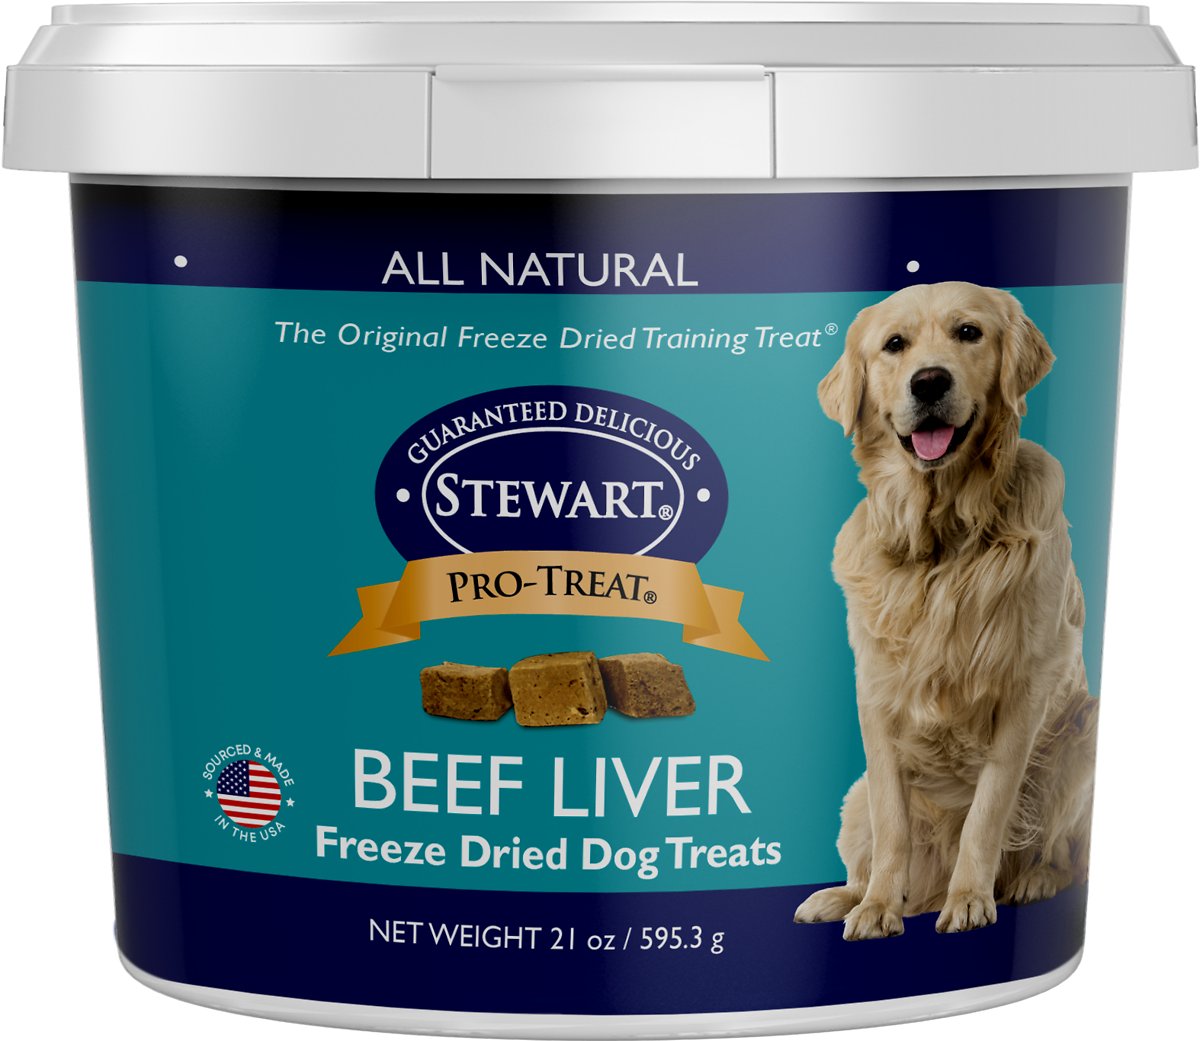 ALL NATURAL
The Original Freeze Dried Training Treat®
GUARANTEED DELICIOUS
STEWART®
PRO-TREAT®
SOURCED & MADE
IN THE USA
BEEF LIVER
Freeze Dried Dog Treats
NET WEIGHT 21 oz / 595.3 g